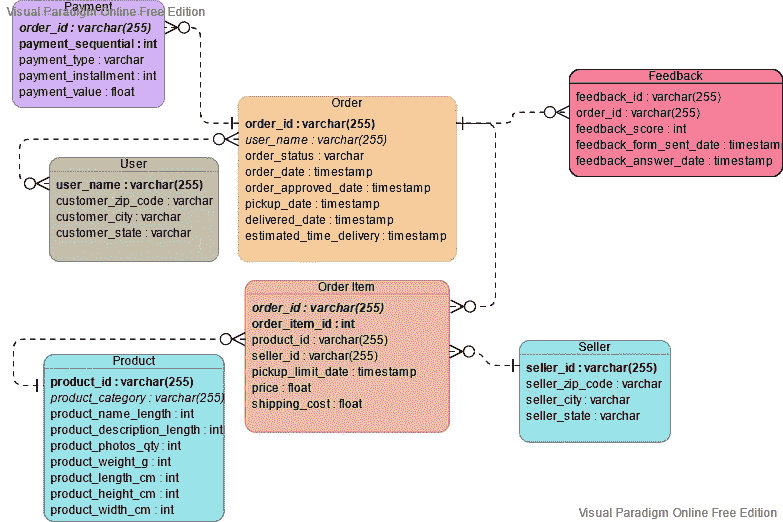 Visual Paradigm Online Free Edition
Payment
order_id : varchar(255)
payment_sequential : int
payment_type : varchar
payment_installment : int
payment_value : float
Order
order_id : varchar(255)
user_name : varchar(255)
order_status : varchar
order_date : timestamp
order_approved_date : timestamp
pickup_date : timestamp
delivered_date : timestamp
estimated_time_delivery : timestamp
Feedback
feedback_id : varchar(255)
order_id : varchar(255)
feedback_score : int
feedback_form_sent_date : timestam
feedback_answer_date : timestamp
User
user_name : varchar(255)
customer_zip_code : varchar
customer_city : varchar
customer_state : varchar
Order Item
order_id : varchar(255)
order_item_id : int
product_id : varchar(255)
seller_id : varchar(255)
pickup_limit_date : timestamp
price : float
shipping_cost : float
Product
product_id : varchar(255)
product_category : varchar(255)
product_name_length : int
product_description_length : int
product_photos_qty : int
product_weight_g : int
product_length_cm : int
product_height_cm : int
product_width_cm : int
Seller
seller_id : varchar(255)
seller_zip_code : varchar
seller_city : varchar
seller_state : varchar
Visual Paradigm Online Free Edition